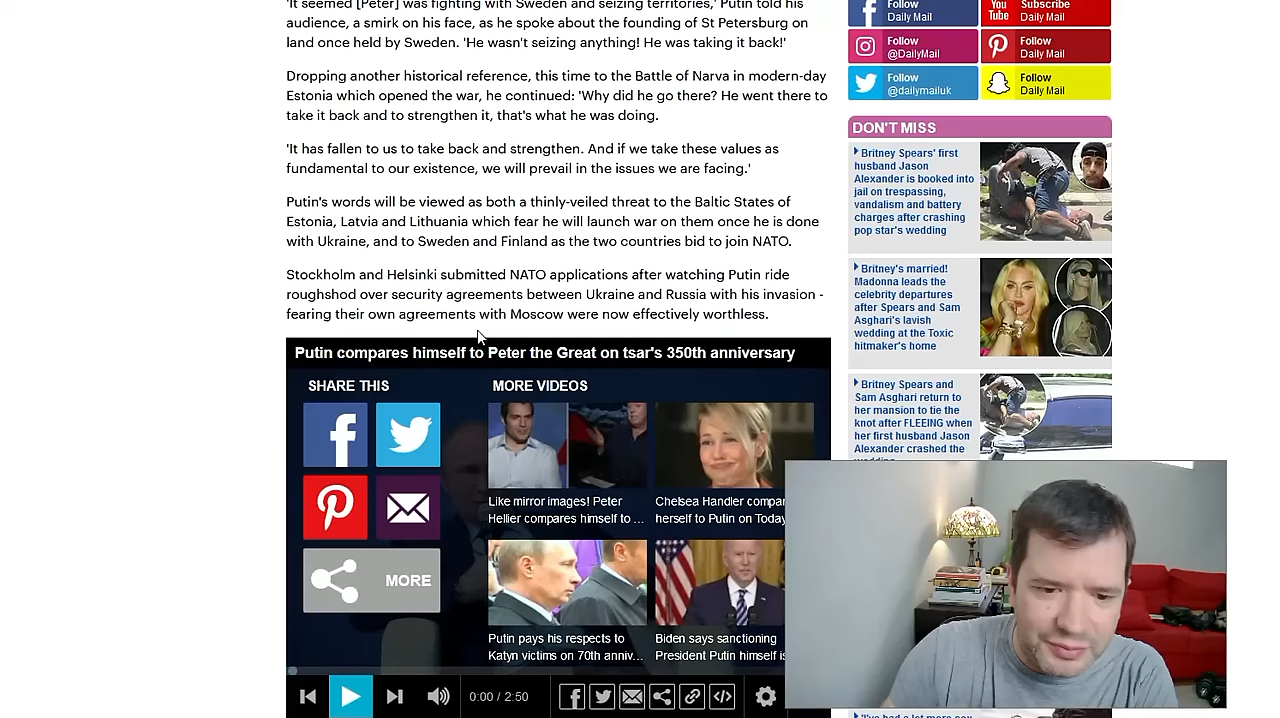 'It seemed [Peter] was fighting with Sweden and seizing territories,' Putin told his
audience, a smirk on his face, as he spoke about the founding of St Petersburg on
land once held by Sweden. 'He wasn't seizing anything! He was taking it back!'
Dropping another historical reference, this time to the Battle of Narva in modern-day
Estonia which opened the war, he continued: 'Why did he go there? He went there to
take it back and to strengthen it, that's what he was doing.
'It has fallen to us to take back and strengthen. And if we take these values as
fundamental to our existence, we will prevail in the issues we are facing.'
Putin's words will be viewed as both a thinly-veiled threat to the Baltic States of
Estonia, Latvia and Lithuania which fear he will launch war on them once he is done
with Ukraine, and to Sweden and Finland as the two countries bid to join NATO.
Stockholm and Helsinki submitted NATO applications after watching Putin ride
roughshod over security agreements between Ukraine and Russia with his invasion -
fearing their own agreements with Moscow were now effectively worthless.
Putin compares himself to Peter the Great on tsar's 350th anniversary
SHARE THIS
MORE
MORE VIDEOS
Like mirror images! Peter
Hellier compares himself to ...
Chelsea Handler compar
herself to Putin on Today
Putin pays his respects to
Katyn victims on 70th anniv...
Biden says sanctioning
President Putin himself is
0:00 / 2:50
Follow
Daily Mail
You
Tube
Subscribe
Daily Mail
Follow
@DailyMail
Follow
Daily Mail
Follow
@dailymailuk
Follow
Daily Mail
DON'T MISS
Britney Spears' first
husband Jason
Alexander is booked into
jail on trespassing,
vandalism and battery
charges after crashing
pop star's wedding
Britney's married!
Madonna leads the
celebrity departures
after Spears and Sam
Asghari's lavish
wedding at the Toxic
hitmaker's home
Britney Spears and
Sam Asghari return to
her mansion to tie the
knot after FLEEING when
her first husband Jason
Alexander crashed the
wedding